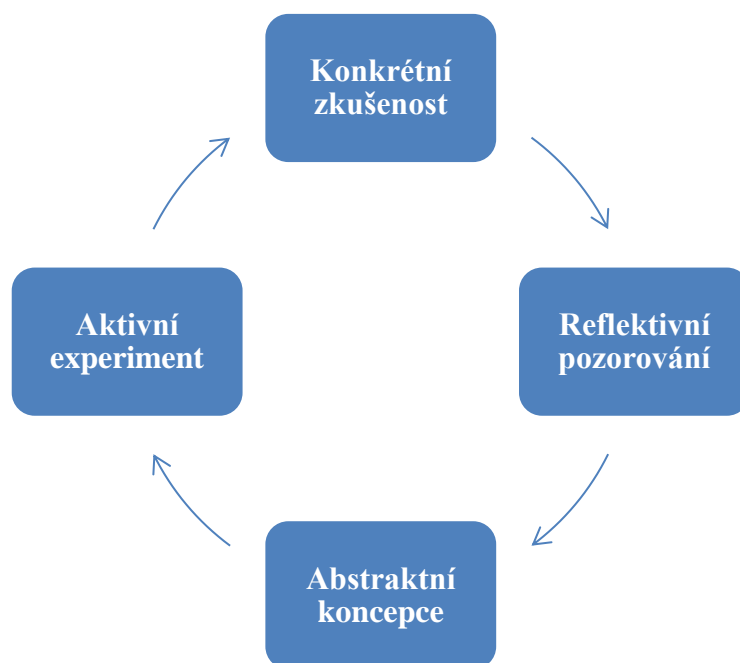 Konkrétní
zkušenost
Reflektivní
pozorování
Abstraktní
koncepce
Aktivní
experiment